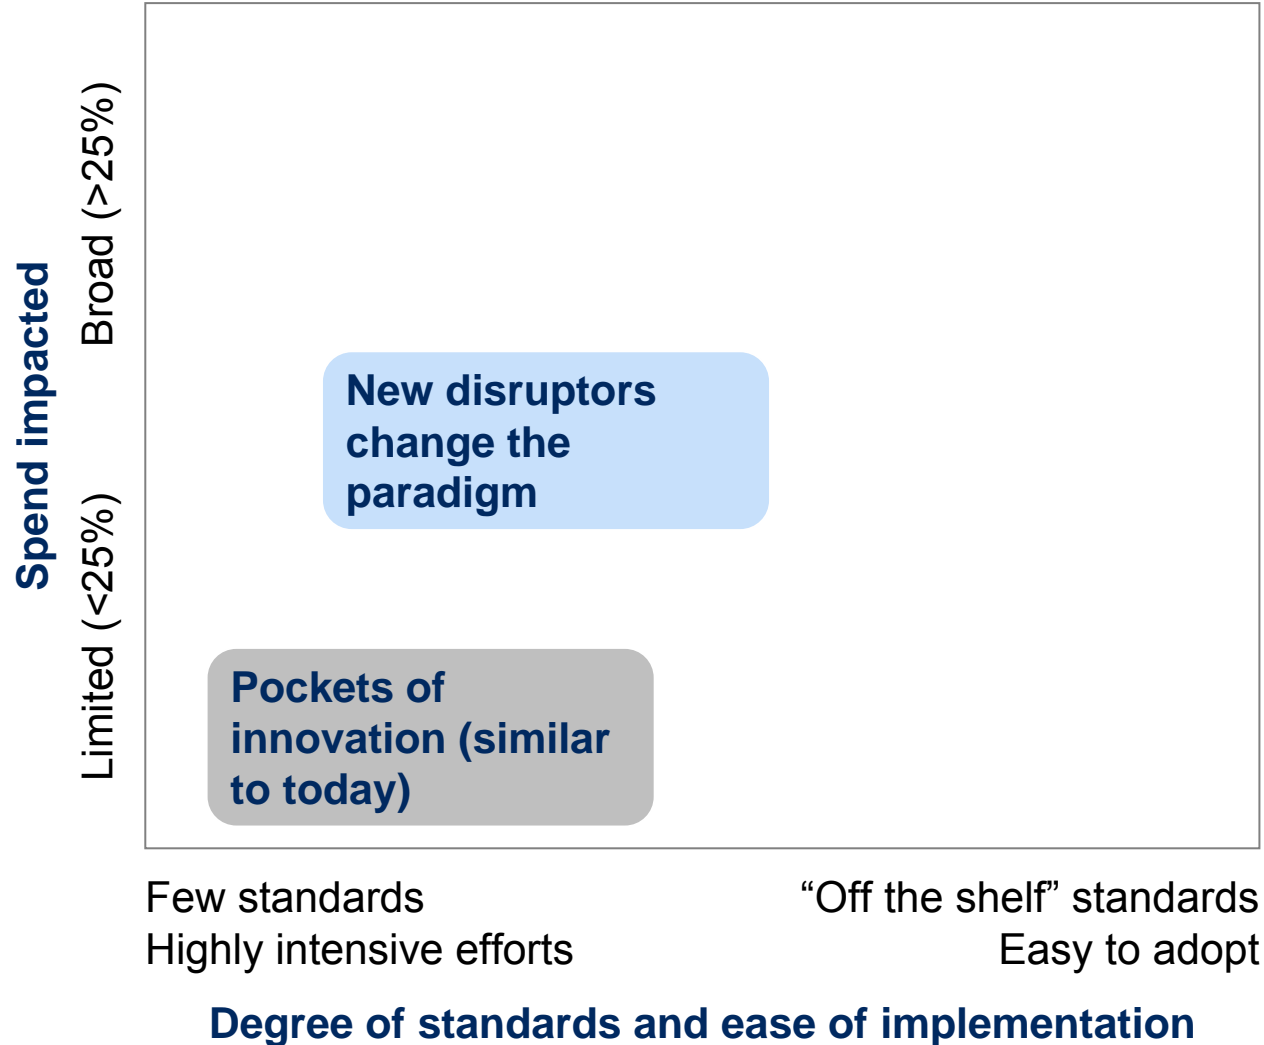 Spend impacted
Broad (>25%)
Limited (<25%)
New disruptors
change the
paradigm
Pockets of
innovation (similar
to today)
Few standards
Highly intensive efforts
“Off the shelf” standards
Easy to adopt
Degree of standards and ease of implementation